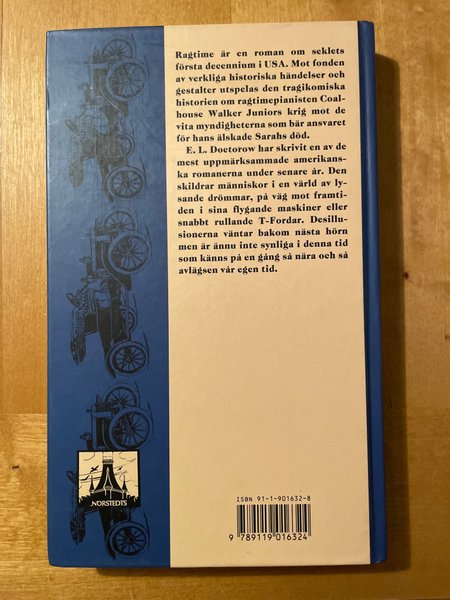 Ragtime är en roman om seklets
första decennium i USA. Mot fonden
av verkliga historiska händelser och
gestalter utspelas den tragikomiska
historien om ragtimepianisten Coal-
house Walker Juniors krig mot de
vita myndigheterna som bär ansvaret
för hans älskade Sarahs död.
E. L. Doctorow har skrivit en av de
mest uppmärksammade amerikans-
ka romanerna under senare år. Den
skildrar människor i en värld av ly-
sande drömmar, på väg mot framti-
den i sina flygande maskiner eller
snabbt rullande T-Fordar. Desillu-
sionerna väntar bakom nästa hörn
men är ännu inte synliga i denna tid
som känns på en gång så nära och så
avlägsen vår egen tid.
NORSTEDTS
ISBN 91-1-901632-8
9 789119 016324